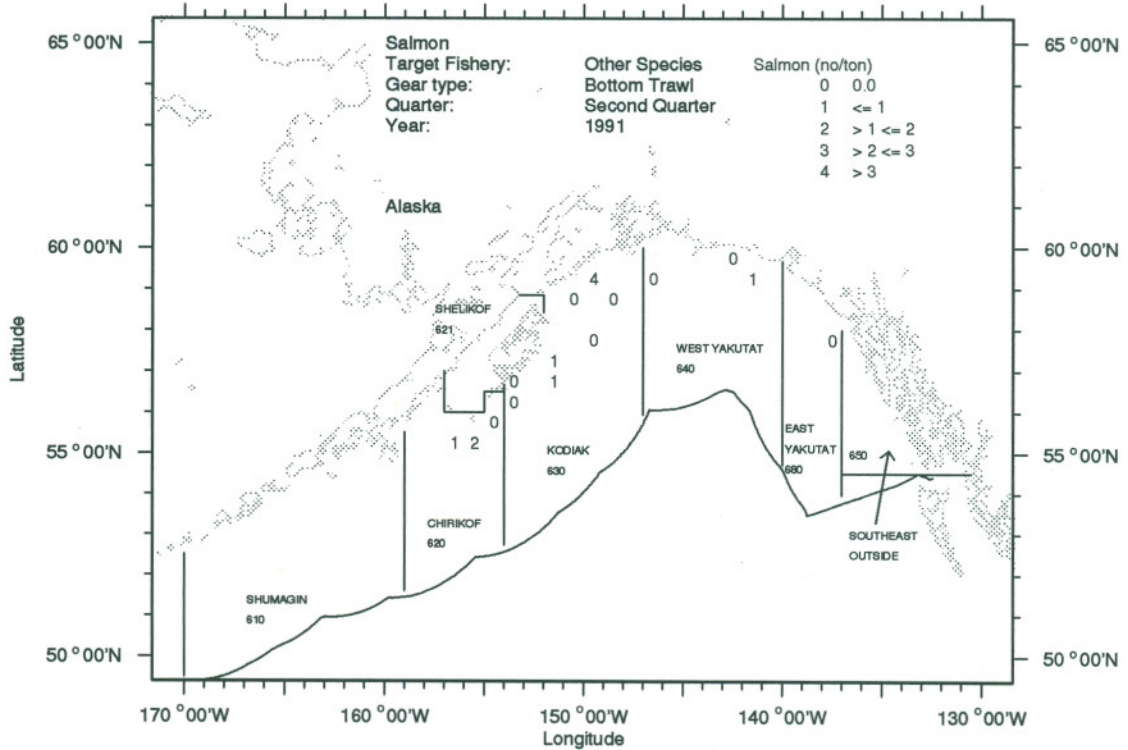 65 °00'N
65 °00'N
Salmon
Target Fishery: Other Species
Gear type: Bottom Trawl
Quarter: Second Quarter
Year: 1991
Salmon (no/ton)
0 0.0
1 <= 1
2 > 1 <= 2
3 > 2 <= 3
4 > 3
Alaska
60 °00'N
60 °00'N
0
4 0 1
0 0
SHELIKOF
621
0
0
WEST YAKUTAT
640
1
0 1
0
0
1 2
55 °00'N
55 °00'N
KODIAK
630
EAST
YAKUTAT
680
650
CHIRIKOF
620
SOUTHEAST
OUTSIDE
SHUMAGIN
610
50 °00'N
50 °00'N
Latitude
170 °00'W 160 °00'W 150 °00'W 140 °00'W 130 °00'W
Longitude